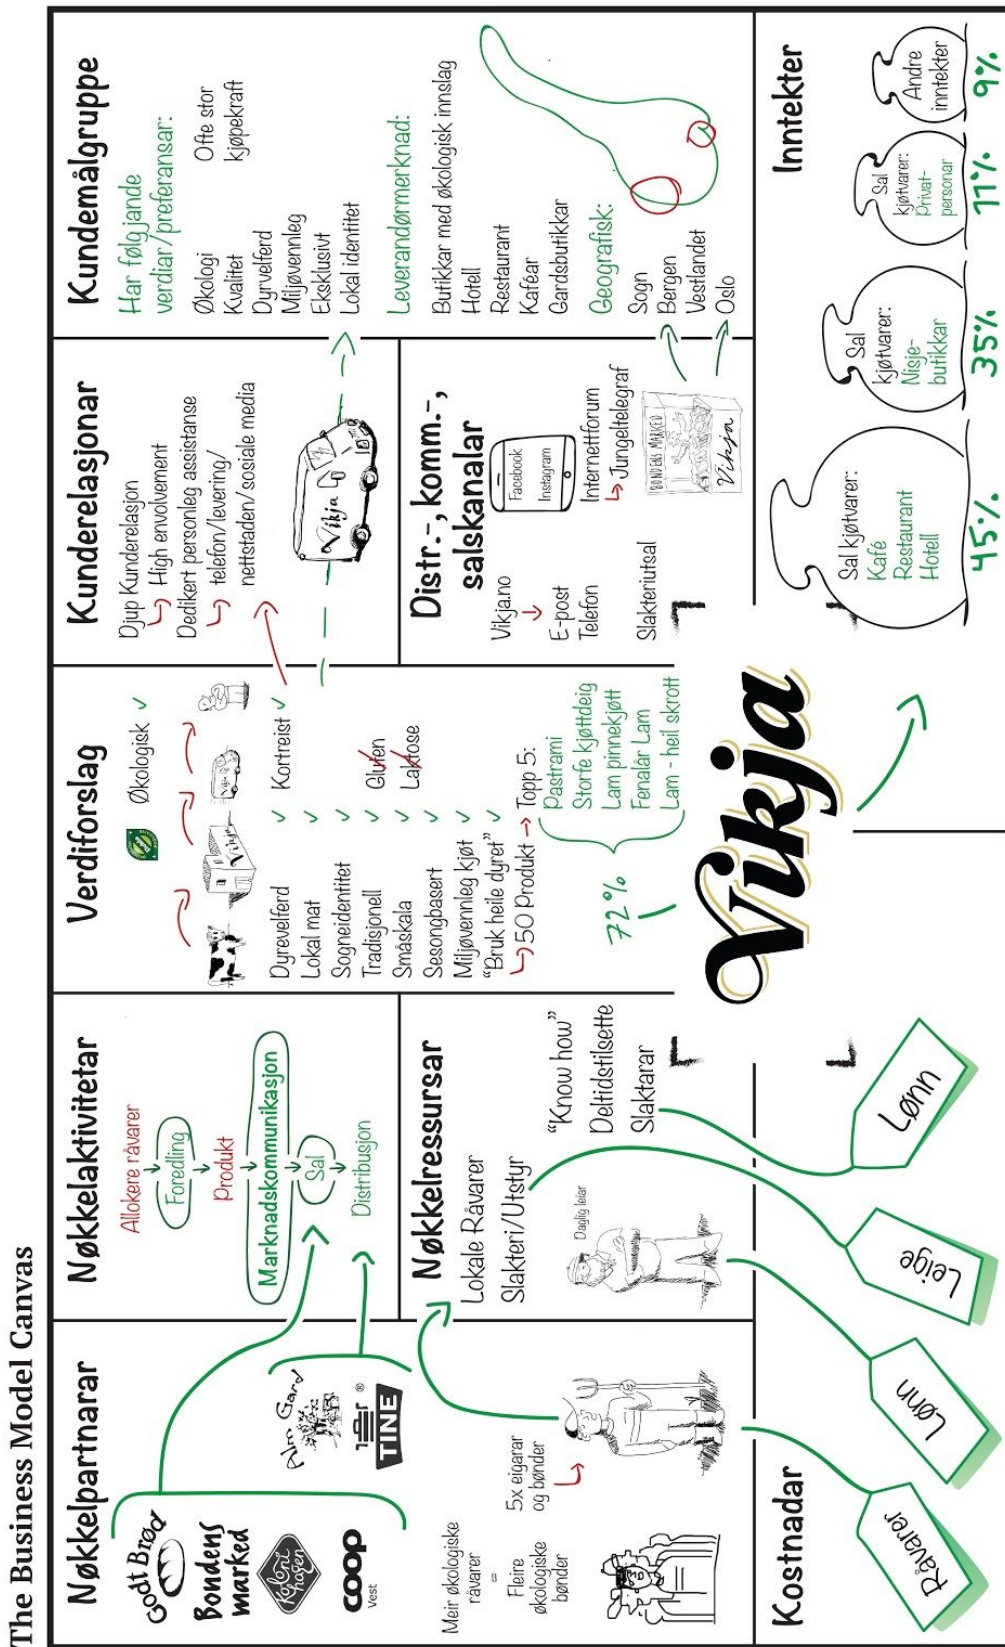 The Business Model Canvas
Nøkkelpartnarar
Godt Brød
Bondens
marked
Kolonihagen
coop
Vest
Alm Gard
TINE
®
Meir økologiske
råvarer
=
Fleire
økologiske
bønder
5x eigarar
og bønder
Nøkkelaktivitetar
Allokere råvarer
Foredling
Produkt
Marknadskommunikasjon
Sal
Distribusjon
Nøkkelressursar
Lokale Råvarer
Slakteri/Utstyr
Daglig leiar
"Know how"
Deltidstilsette
Slaktarar
Verdiforslag
Debio
Økologisk ✓
Vikja
Vikja
Dyrevelferd ✓
Lokal mat ✓
Sogneidentitet ✓
Tradisjonell ✓
Småskala ✓
Sesongbasert ✓
Miljøvennleg kjøt ✓
"Bruk heile dyret" ✓
50 Produkt → Topp 5:
Kortreist ✓
Gluten
Laktose
Pastrami
Storfe kjøttdeig
Lam pinnekjøtt
Fenalår Lam
Lam - heil skrott
72%
Vikja
Kunderelasjonar
Djup Kunderelasjon
High envolvement
Dedikert personleg assistanse
telefon/levering/
nettstaden/sosiale media
Vikja
Distr.-, komm.-,
salskanalar
Vikja.no
E-post
Telefon
Slakteriutsal
Facebook
Instagram
Internettforum
Jungeltelegraf
BONDENS MARKED
Vikja
Kundemålgruppe
Har følgjande
verdiar/preferansar:
Økologi
Kvalitet
Dyrvelferd
Miljøvennleg
Eksklusivt
Lokal identitet
Ofte stor
kjøpekraft
Leverandørmerknad:
Butikkar med økologisk innslag
Hotell
Restaurant
Kafear
Gardsbutikkar
Geografisk:
Sogn
Bergen
Vestlandet
Oslo
Kostnadar
Råvarer
Lønn
Leige
Lønn
Inntekter
Sal kjøtvarer:
Kafé
Restaurant
Hotell
45%
Sal
kjøtvarer:
Nisje-
butikkar
35%
Sal
kjøtvarer:
Privat-
personar
11%
Andre
inntekter
9%